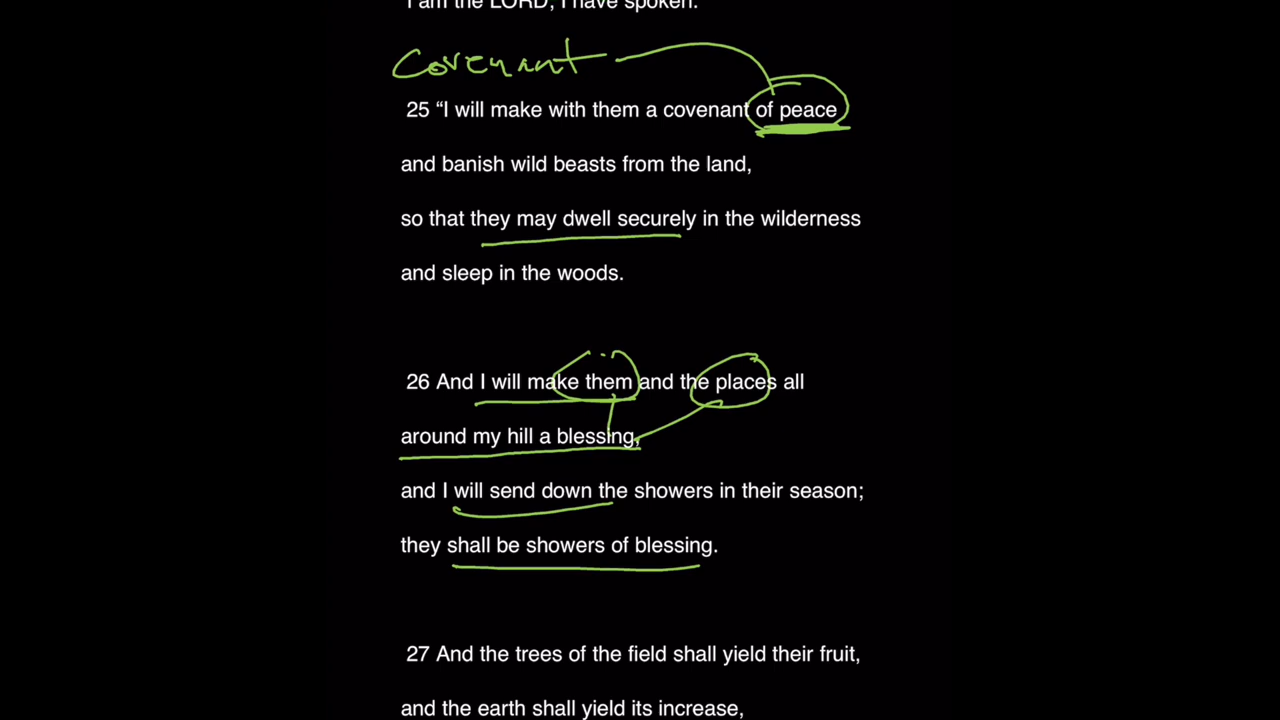 I am the LORD; I have spoken.
Covenant
25 “I will make with them a covenant of peace
and banish wild beasts from the land,
so that they may dwell securely in the wilderness
and sleep in the woods.
26 And I will make them and the places all
around my hill a blessing,
and I will send down the showers in their season;
they shall be showers of blessing.
27 And the trees of the field shall yield their fruit,
and the earth shall yield its increase,